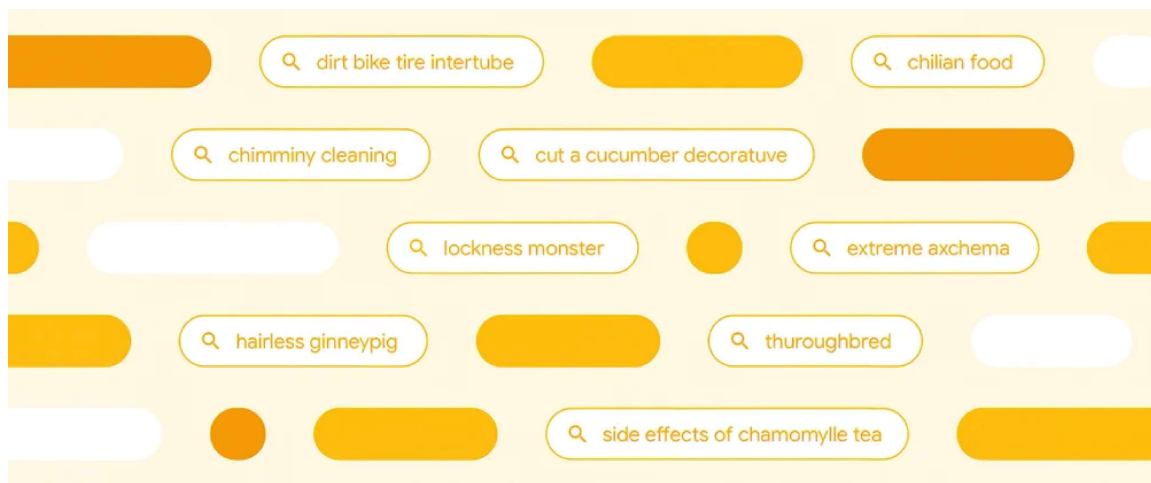 dirt bike tire intertube
chilian food
chimminy cleaning
cut a cucumber decoratuve
lockness monster
extreme axchema
hairless ginneypig
thuroughbred
side effects of chamomylle tea